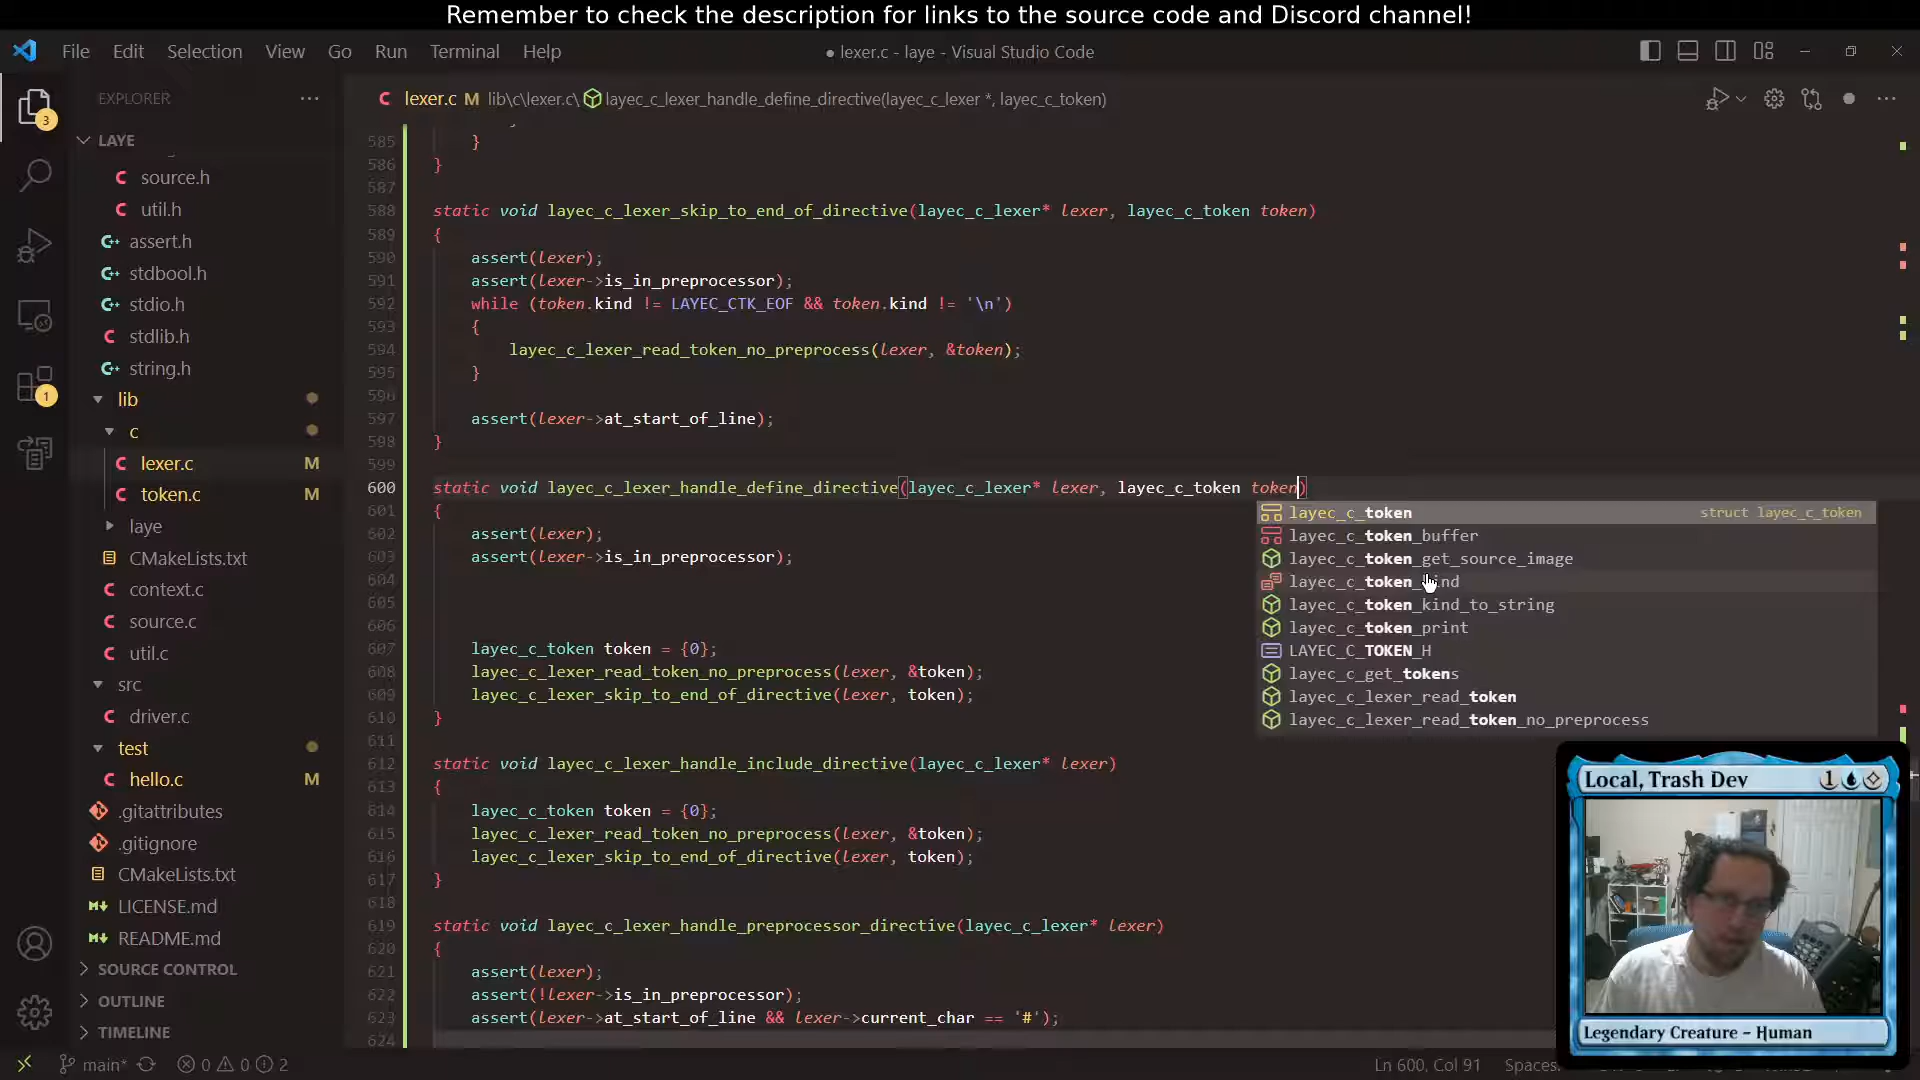 Remember to check the description for links to the source code and Discord channel!
File Edit Selection View Go Run Terminal Help
● lexer.c - laye - Visual Studio Code
EXPLORER
lexer.c M lib\c\lexer.c\ layec_c_lexer_handle_define_directive(layec_c_lexer *, layec_c_token)
3
LAYE
source.h
util.h
assert.h
stdbool.h
stdio.h
stdlib.h
string.h
lib
c
lexer.c M
token.c M
laye
CMakeLists.txt
context.c
source.c
util.c
src
driver.c
test
hello.c M
.gitattributes
.gitignore
CMakeLists.txt
LICENSE.md
README.md
SOURCE CONTROL
OUTLINE
TIMELINE
1
585 }
586 }
587
588 static void layec_c_lexer_skip_to_end_of_directive(layec_c_lexer* lexer, layec_c_token token)
589 {
590 assert(lexer);
591 assert(lexer->is_in_preprocessor);
592 while (token.kind != LAYEC_CTK_EOF && token.kind != '\n')
593 {
594 layec_c_lexer_read_token_no_preprocess(lexer, &token);
595 }
596
597 assert(lexer->at_start_of_line);
598 }
599
600 static void layec_c_lexer_handle_define_directive(layec_c_lexer* lexer, layec_c_token token)
601 {
602 assert(lexer);
603 assert(lexer->is_in_preprocessor);
604
605
606
607 layec_c_token token = {0};
608 layec_c_lexer_read_token_no_preprocess(lexer, &token);
609 layec_c_lexer_skip_to_end_of_directive(lexer, token);
610 }
611
612 static void layec_c_lexer_handle_include_directive(layec_c_lexer* lexer)
613 {
614 layec_c_token token = {0};
615 layec_c_lexer_read_token_no_preprocess(lexer, &token);
616 layec_c_lexer_skip_to_end_of_directive(lexer, token);
617 }
618
619 static void layec_c_lexer_handle_preprocessor_directive(layec_c_lexer* lexer)
620 {
621 assert(lexer);
622 assert(!lexer->is_in_preprocessor);
623 assert(lexer->at_start_of_line && lexer->current_char == '#');
624
layec_c_token struct layec_c_token
layec_c_token_buffer
layec_c_token_get_source_image
layec_c_token_kind
layec_c_token_kind_to_string
layec_c_token_print
LAYEC_C_TOKEN_H
layec_c_get_tokens
layec_c_lexer_read_token
layec_c_lexer_read_token_no_preprocess
Local, Trash Dev 1
Legendary Creature – Human
main* 0 0 2
Ln 600, Col 91 Spaces: